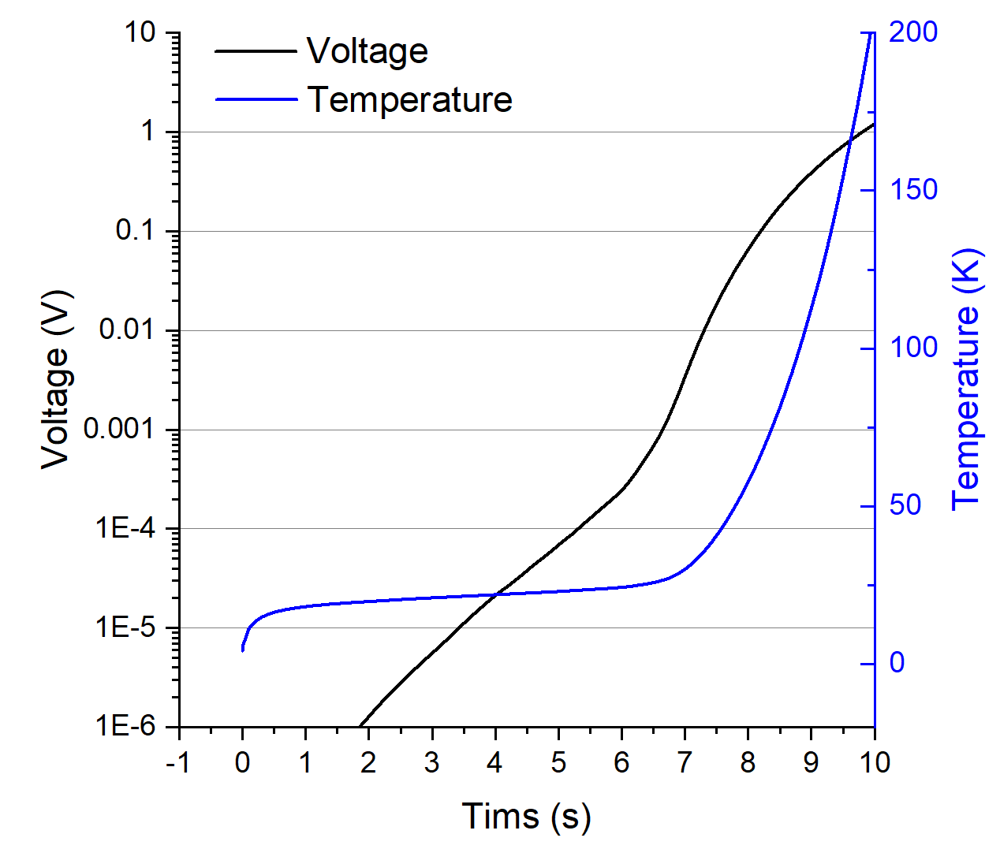 Voltage
Temperature
10
1
0.1
0.01
0.001
1E-4
1E-5
1E-6
Voltage (V)
200
150
100
50
0
Temperature (K)
-1 0 1 2 3 4 5 6 7 8 9 10
Tims (s)